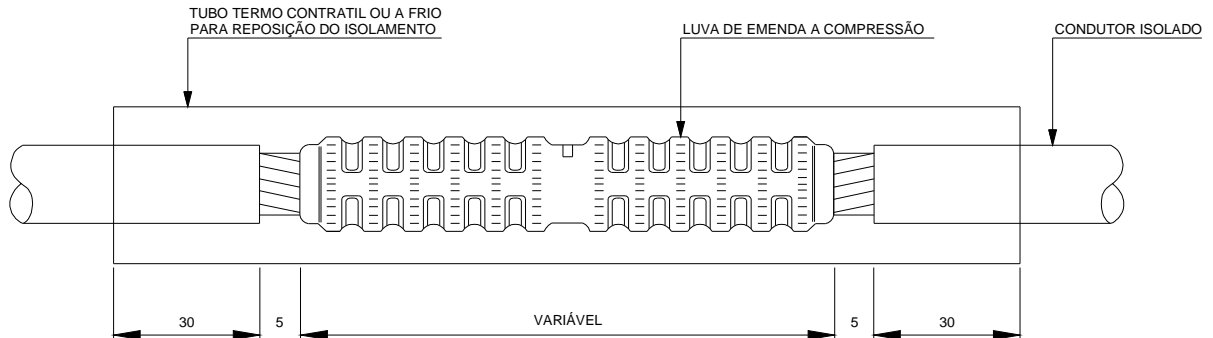 TUBO TERMO CONTRATIL OU A FRIO
PARA REPOSIÇÃO DO ISOLAMENTO
LUVA DE EMENDA A COMPRESSÃO
CONDUTOR ISOLADO
30
5
VARIÁVEL
5
30